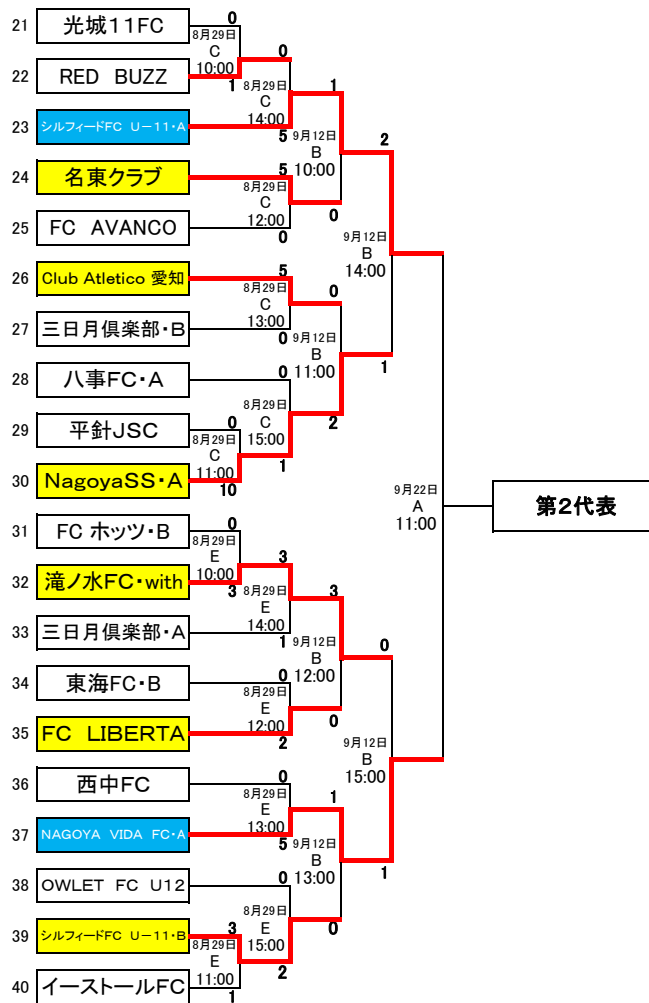 21 光城11FC
0
8月29日
C
10:00
1
22 RED BUZZ
0
8月29日
C
14:00
5
23 シルフィードFC U-11・A
1
9月12日
B
10:00
0
24 名東クラブ
5
8月29日
C
12:00
0
25 FC AVANCO
2
9月12日
B
14:00
1
26 Club Atletico 愛知
5
8月29日
C
13:00
0
27 三日月倶楽部・B
0
9月12日
B
11:00
2
28 八事FC・A
0
8月29日
C
15:00
1
29 平針JSC
0
8月29日
C
11:00
10
30 NagoyaSS・A
9月22日
A
11:00
第2代表
31 FC ホッツ・B
0
8月29日
E
10:00
3
32 滝ノ水FC・with
3
8月29日
E
14:00
1
33 三日月倶楽部・A
3
9月12日
B
12:00
0
34 東海FC・B
0
8月29日
E
12:00
2
35 FC LIBERTA
0
9月12日
B
15:00
1
36 西中FC
0
8月29日
E
13:00
5
37 NAGOYA VIDA FC・A
1
9月12日
B
13:00
0
38 OWLET FC U12
0
8月29日
E
15:00
2
39 シルフィードFC U-11・B
3
8月29日
E
11:00
1
40 イーストールFC